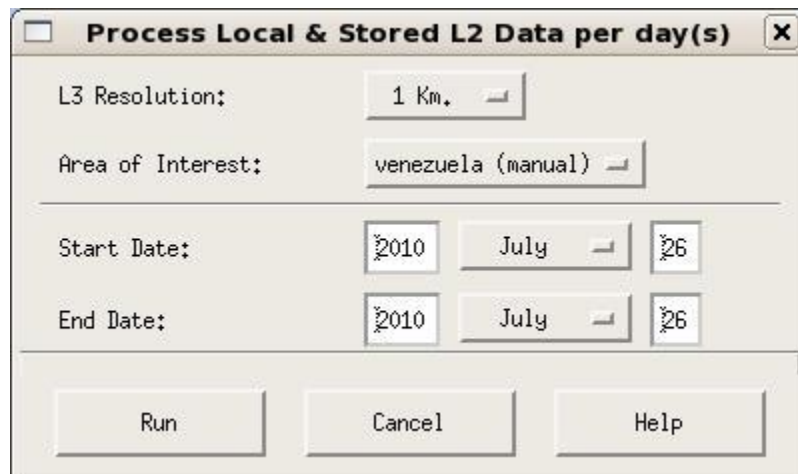 Process Local & Stored L2 Data per day(s)
L3 Resolution: 1 Km.
Area of Interest: venezuela (manual)
Start Date: 2010 July 26
End Date: 2010 July 26
Run Cancel Help